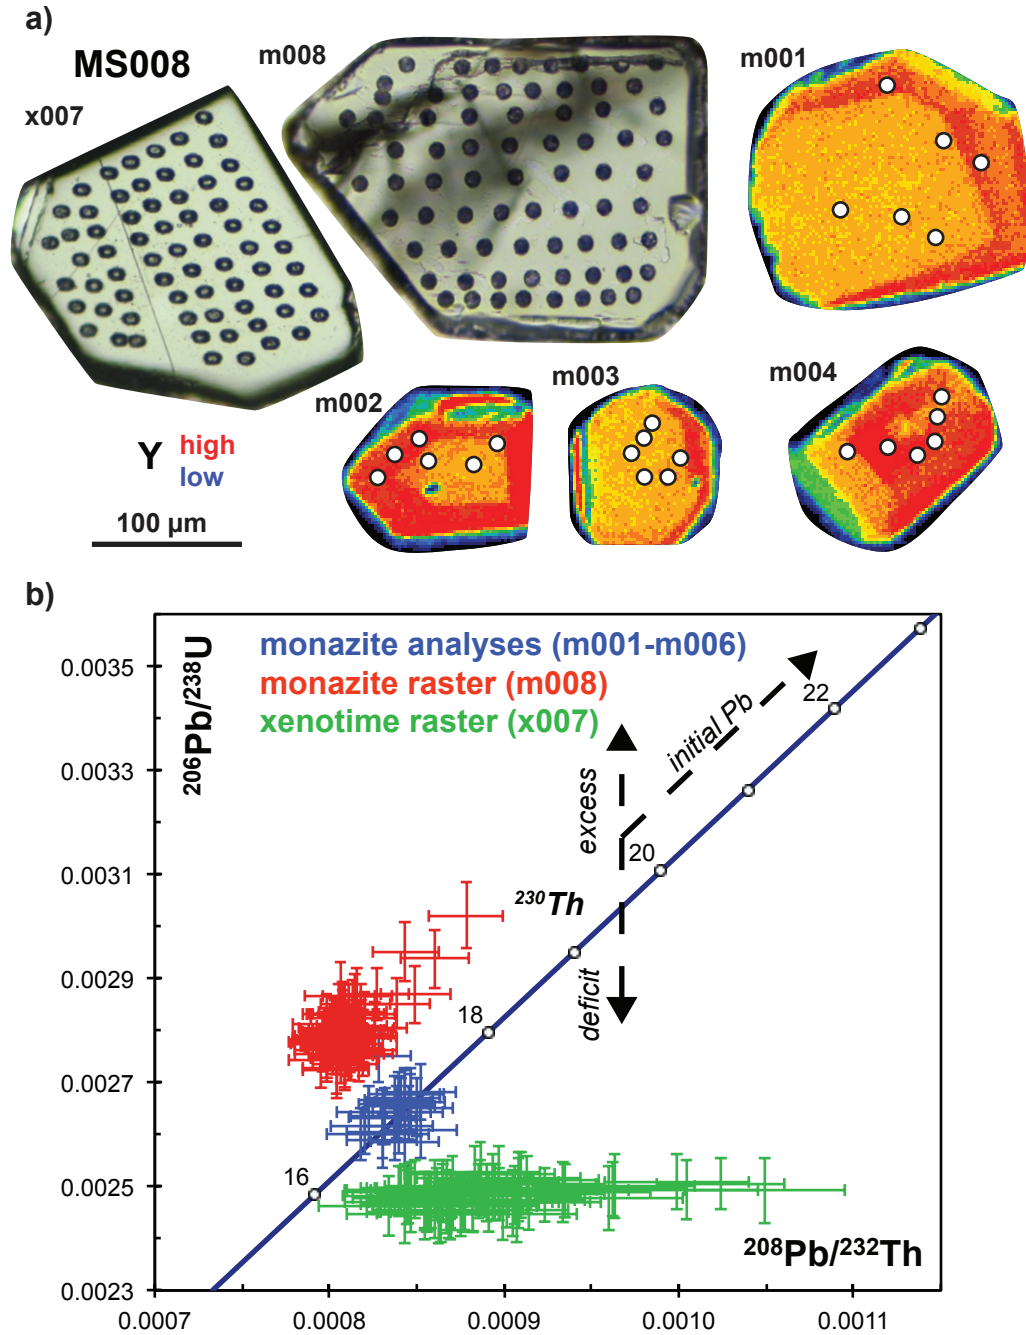 a)
MS008
x007
m008
m001
m002
m003
m004
Y high
low
100 µm
b)
206Pb/238U
monazite analyses (m001-m006)
monazite raster (m008)
xenotime raster (x007)
initial Pb
excess
230Th
deficit
22
20
18
16
0.0035
0.0033
0.0031
0.0029
0.0027
0.0025
0.0023
208Pb/232Th
0.0007
0.0008
0.0009
0.0010
0.0011